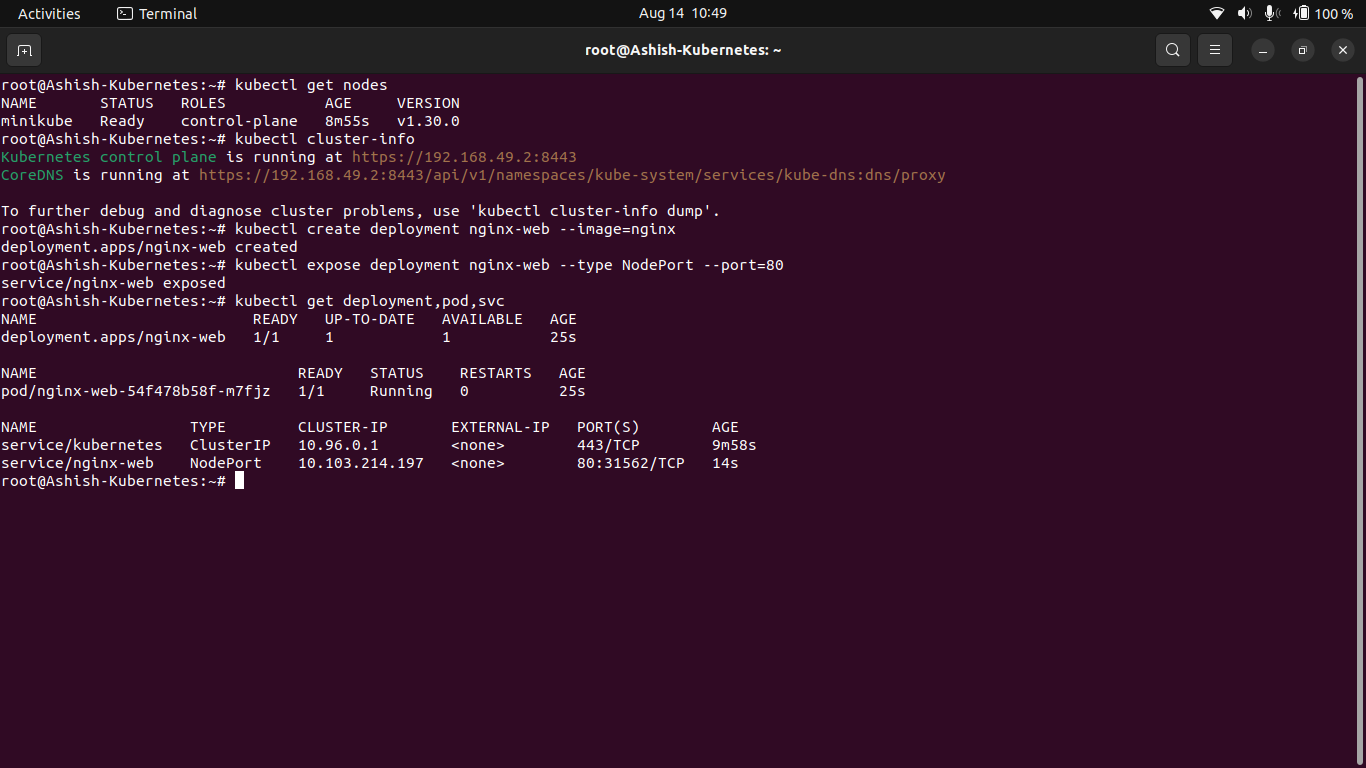 Activities Terminal Aug 14 10:49 100 %
root@Ashish-Kubernetes: ~
root@Ashish-Kubernetes:~# kubectl get nodes
NAME STATUS ROLES AGE VERSION
minikube Ready control-plane 8m55s v1.30.0
root@Ashish-Kubernetes:~# kubectl cluster-info
Kubernetes control plane is running at https://192.168.49.2:8443
CoreDNS is running at https://192.168.49.2:8443/api/v1/namespaces/kube-system/services/kube-dns:dns/proxy

To further debug and diagnose cluster problems, use 'kubectl cluster-info dump'.
root@Ashish-Kubernetes:~# kubectl create deployment nginx-web --image=nginx
deployment.apps/nginx-web created
root@Ashish-Kubernetes:~# kubectl expose deployment nginx-web --type NodePort --port=80
service/nginx-web exposed
root@Ashish-Kubernetes:~# kubectl get deployment,pod,svc
NAME READY UP-TO-DATE AVAILABLE AGE
deployment.apps/nginx-web 1/1 1 1 25s

NAME READY STATUS RESTARTS AGE
pod/nginx-web-54f478b58f-m7fjz 1/1 Running 0 25s

NAME TYPE CLUSTER-IP EXTERNAL-IP PORT(S) AGE
service/kubernetes ClusterIP 10.96.0.1 <none> 443/TCP 9m58s
service/nginx-web NodePort 10.103.214.197 <none> 80:31562/TCP 14s
root@Ashish-Kubernetes:~#